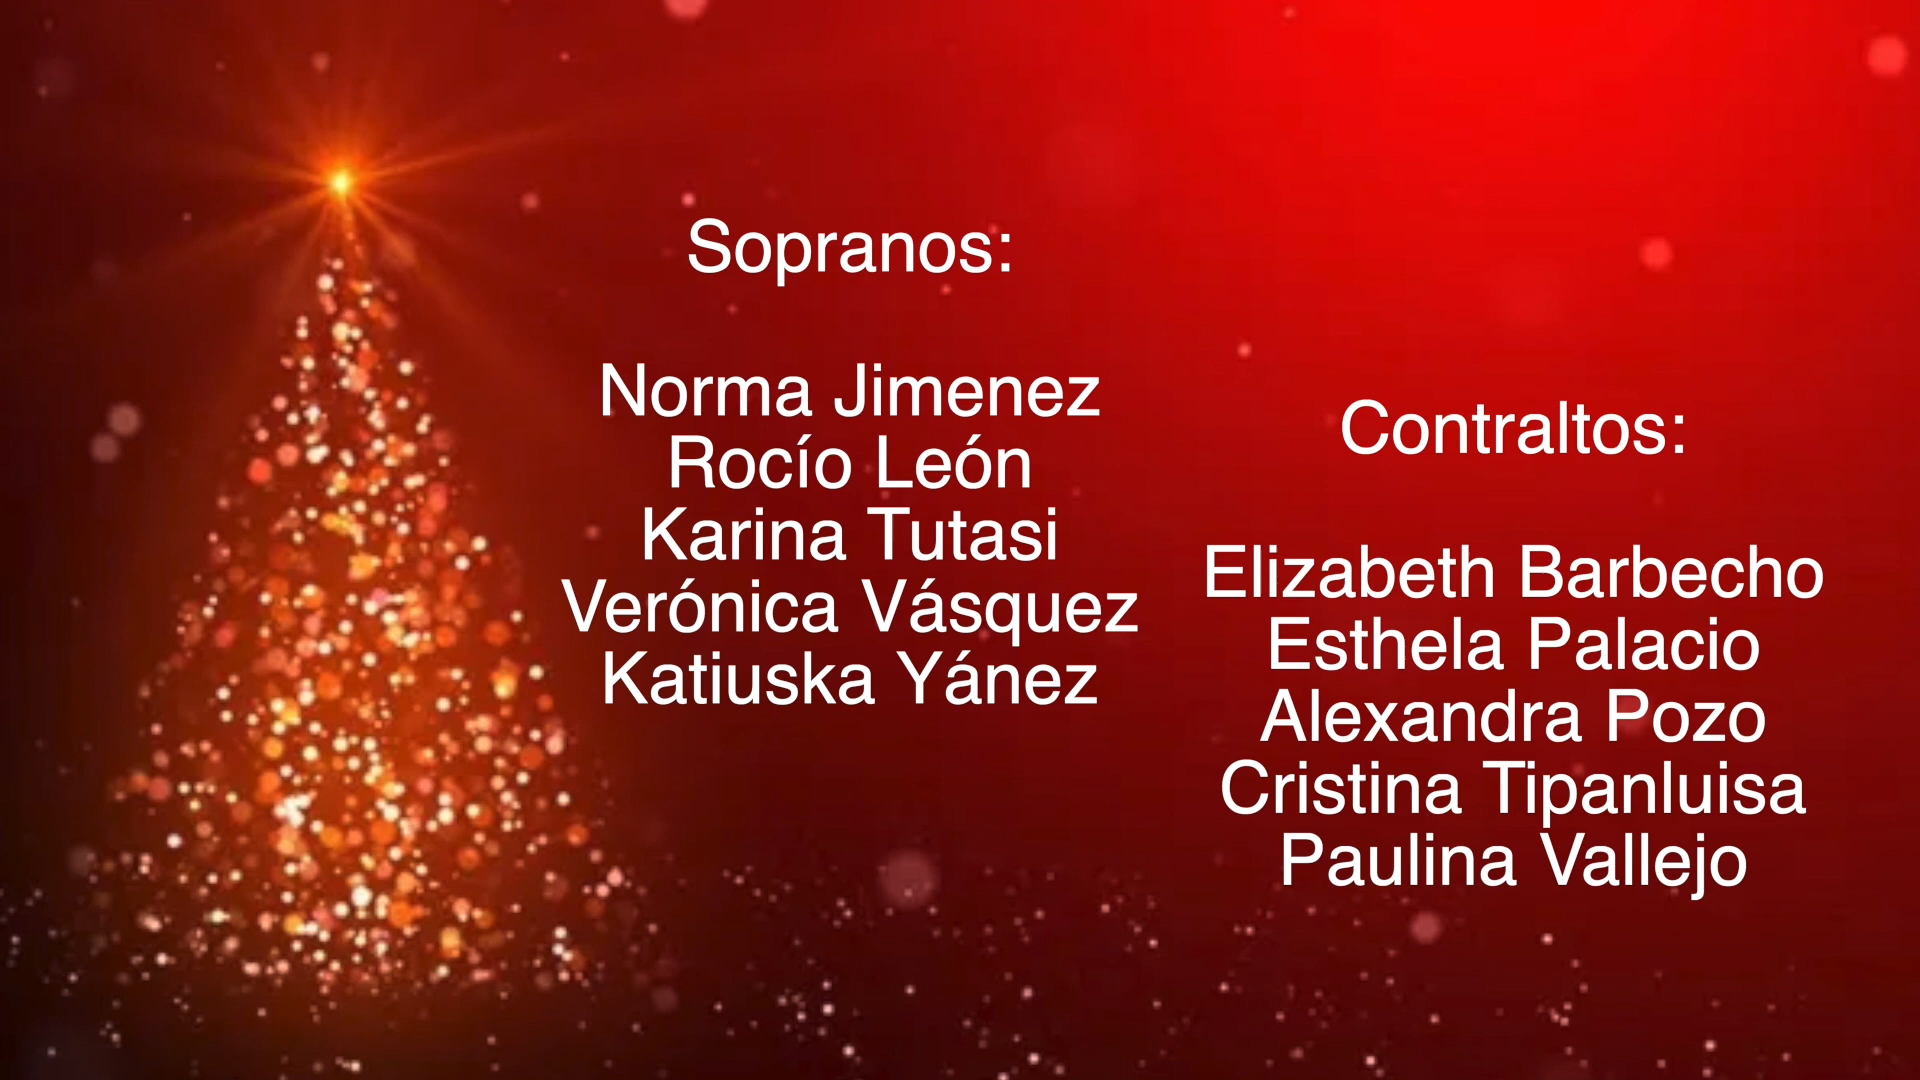 Sopranos:
Norma Jimenez
Rocío León
Karina Tutasi
Verónica Vásquez
Katiuska Yánez
Contraltos:
Elizabeth Barbecho
Esthela Palacio
Alexandra Pozo
Cristina Tipanluisa
Paulina Vallejo